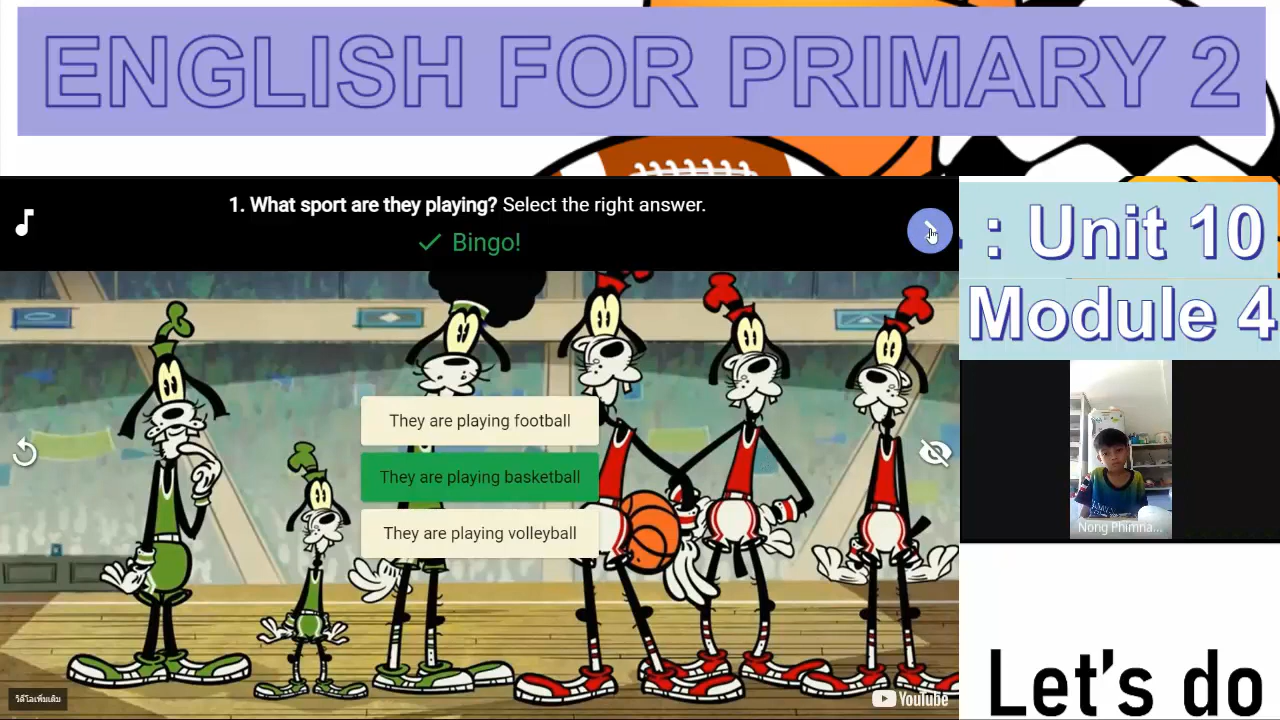 ENGLISH FOR PRIMARY 2
1. What sport are they playing? Select the right answer.
Bingo!
: Unit 10
Module 4
They are playing football
They are playing basketball
They are playing volleyball
Nong Phimna...
วิดีโอเพิ่มเติม
YouTube
Let's do